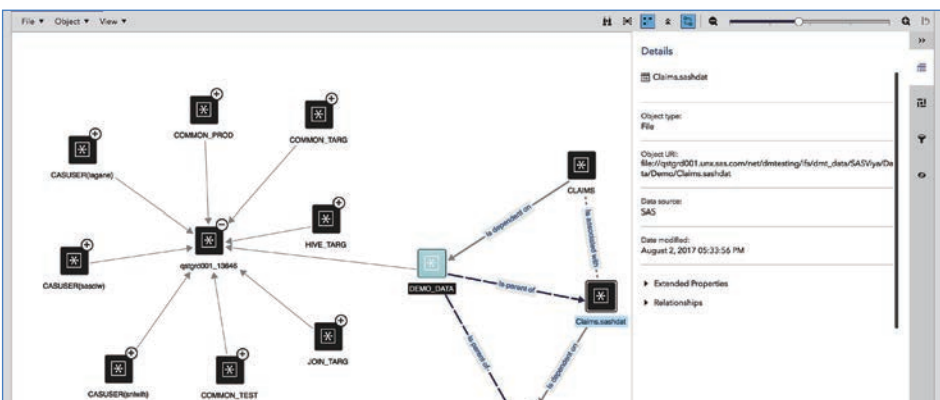 File ▼ Object ▼ View ▼
Details
Claims.sashdat
Object type:
File
Object URI:
file://qstgrd001.unx.sas.com/net/dmtesting/ifs/dmt_data/SASViya/Da
ta/Demo/Claims.sashdat
Data source:
SAS
Date modified:
August 2, 2017 05:33:56 PM
Extended Properties
Relationships
COMMON_PROD
COMMON_TARG
CASUSER(tagane)
CLAIMS
is dependent on
is associated with
HIVE_TARG
qstgrd001_13646
CASUSER(sasclw)
DEMO_DATA
is parent of
Claims.sashdat
is parent of
is dependent on
JOIN_TARG
COMMON_TEST